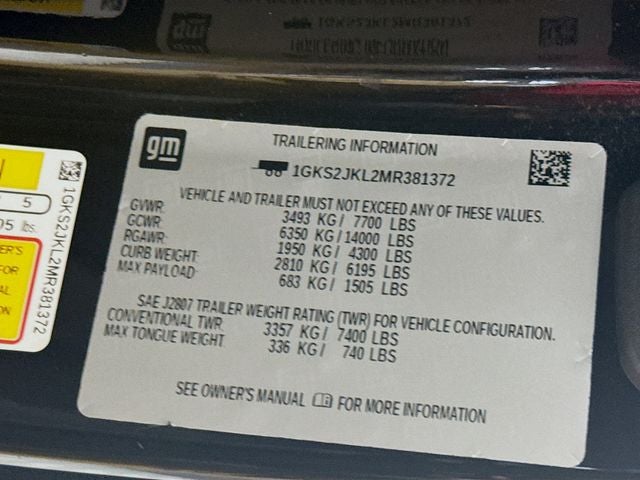 gm
TRAILERING INFORMATION
1GKS2JKL2MR381372
VEHICLE AND TRAILER MUST NOT EXCEED ANY OF THESE VALUES.
GVWR: 3493 KG/ 7700 LBS
GCWR: 6350 KG/14000 LBS
RGAWR: 1950 KG/ 4300 LBS
CURB WEIGHT: 2810 KG/ 6195 LBS
MAX PAYLOAD: 683 KG/ 1505 LBS
SAE J2807 TRAILER WEIGHT RATING (TWR) FOR VEHICLE CONFIGURATION.
CONVENTIONAL TWR: 3357 KG/ 7400 LBS
MAX TONGUE WEIGHT: 336 KG/ 740 LBS
SEE OWNER'S MANUAL FOR MORE INFORMATION
1GKS2JKL2MR381372
5
lbs.